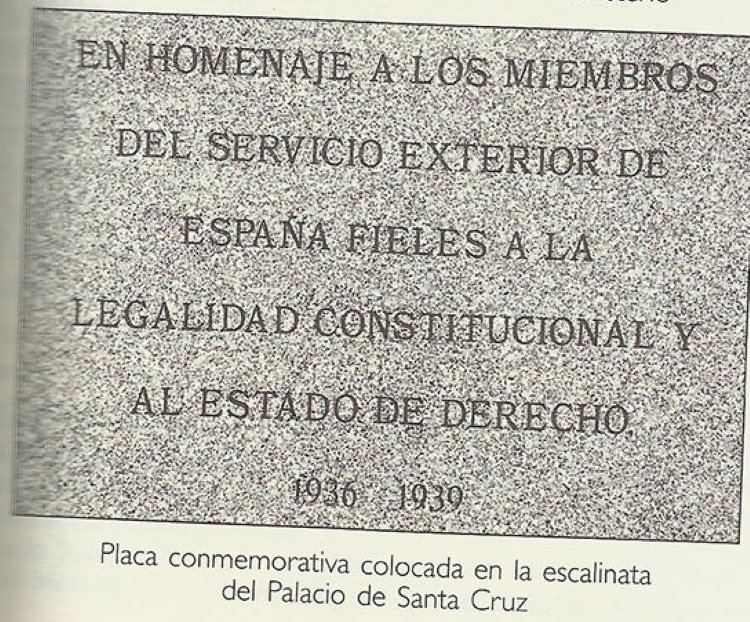 EN HOMENAJE A LOS MIEMBROS
DEL SERVICIO EXTERIOR DE
ESPAÑA FIELES A LA
LEGALIDAD CONSTITUCIONAL Y
AL ESTADO DE DERECHO
1936 1939
Placa conmemorativa colocada en la escalinata
del Palacio de Santa Cruz